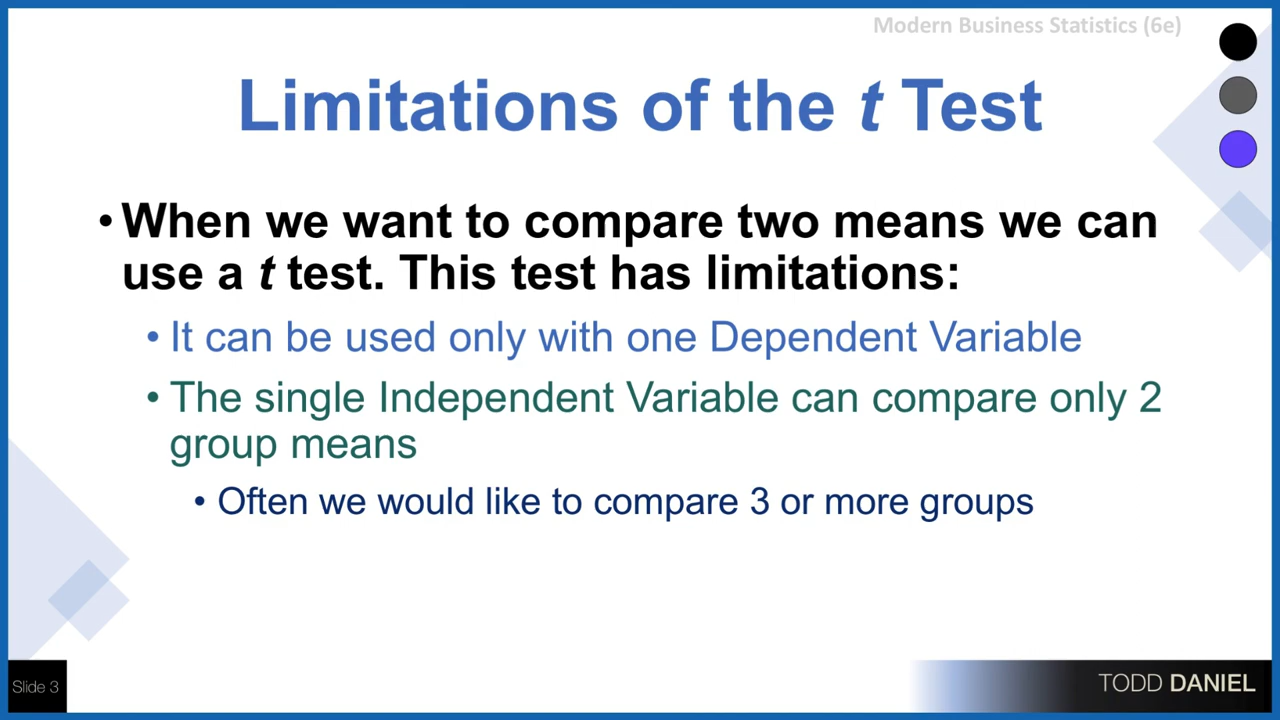 Modern Business Statistics (6e)
Limitations of the t Test
• When we want to compare two means we can
use a t test. This test has limitations:
• It can be used only with one Dependent Variable
• The single Independent Variable can compare only 2
group means
• Often we would like to compare 3 or more groups
Slide 3
TODD DANIEL